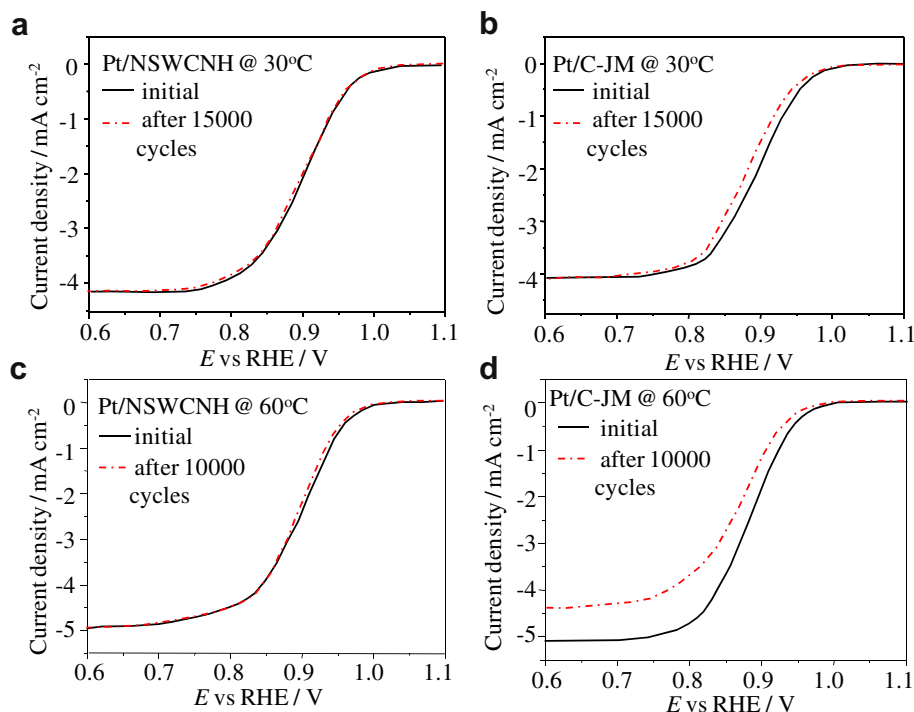 a
Pt/NSWCNH @ 30°C
initial
after 15000
cycles
0
-1
-2
-3
-4
Current density / mA cm⁻²
0.6 0.7 0.8 0.9 1.0 1.1
E vs RHE / V
b
Pt/C-JM @ 30°C
initial
after 15000
cycles
0
-1
-2
-3
-4
Current density / mA cm⁻²
0.6 0.7 0.8 0.9 1.0 1.1
E vs RHE / V
c
Pt/NSWCNH @ 60°C
initial
after 10000
cycles
0
-1
-2
-3
-4
-5
Current density / mA cm⁻²
0.6 0.7 0.8 0.9 1.0 1.1
E vs RHE / V
d
Pt/C-JM @ 60°C
initial
after 10000
cycles
0
-1
-2
-3
-4
-5
Current density / mA cm⁻²
0.6 0.7 0.8 0.9 1.0 1.1
E vs RHE / V